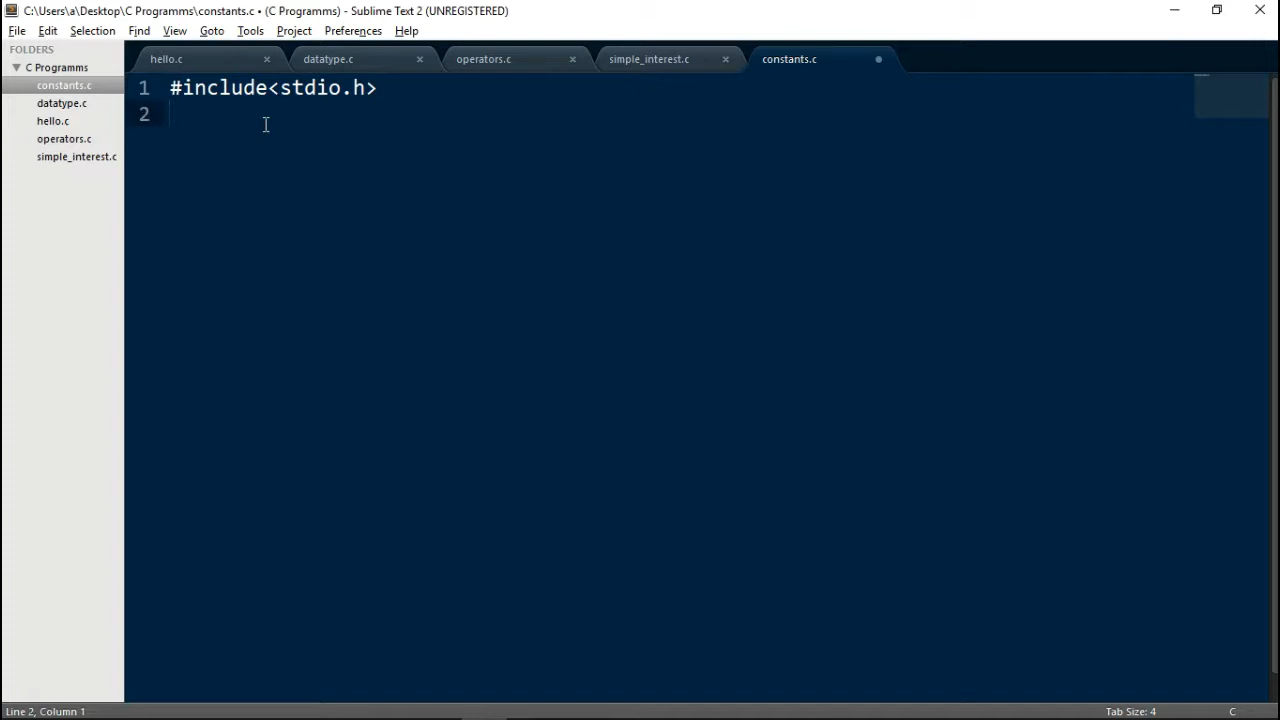 C:\Users\a\Desktop\C Programms\constants.c • (C Programms) - Sublime Text 2 (UNREGISTERED)
File Edit Selection Find View Goto Tools Project Preferences Help
FOLDERS
C Programms
constants.c
datatype.c
hello.c
operators.c
simple_interest.c
hello.c datatype.c operators.c simple_interest.c constants.c
1 #include<stdio.h>
2
Line 2, Column 1 Tab Size: 4 C